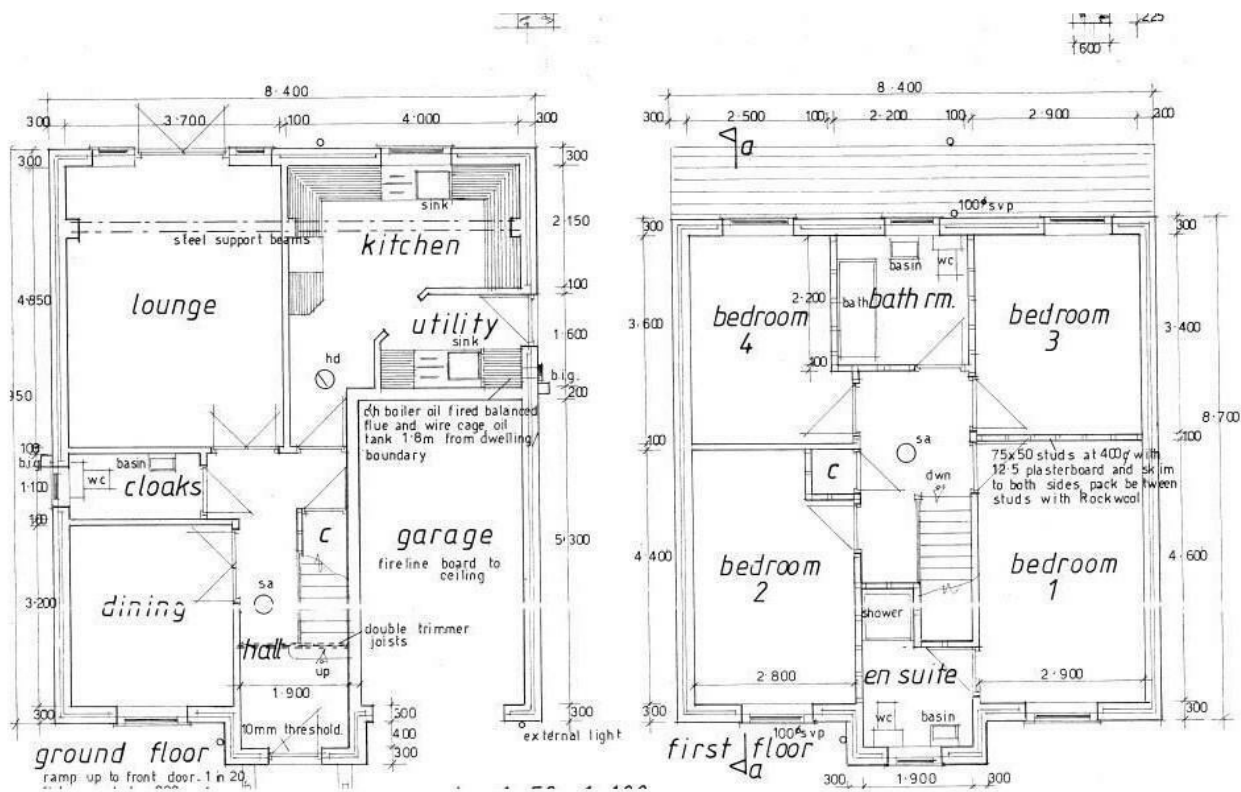 225
600
8·400
300
3·700
100
4·000
300
300
sink
2·150
steel support beams
kitchen
100
4·850
lounge
utility
sink
1·600
hd
b.i.g.
200
ch boiler oil fired balanced
flue and wire cage oil
tank 1·8m from dwelling/
boundary
100
b.i.g
1·100
wc
basin
cloaks
100
c
garage
fireline board to
ceiling
5·300
3·200
dining
sa
double trimmer
joists
hall
up
1·900
300
10mm threshold.
300
300
400
300
external light
ground floor
ramp up to front door. 1 in 20
8·400
300
2·500
100
2·200
100
2·900
300
a
100ø svp
300
300
basin
wc
2·200
bath
bath rm.
3·600
bedroom
4
bedroom
3
3·400
100
8·700
100
sa
100
c
dwn
75x50 studs at 400g with
12·5 plasterboard and skim
to both sides, pack between
studs with Rockwool
4·400
bedroom
2
bedroom
1
4·600
shower
2·800
en suite
2·900
300
300
wc
basin
100ø svp
first floor
a
300
1·900
300